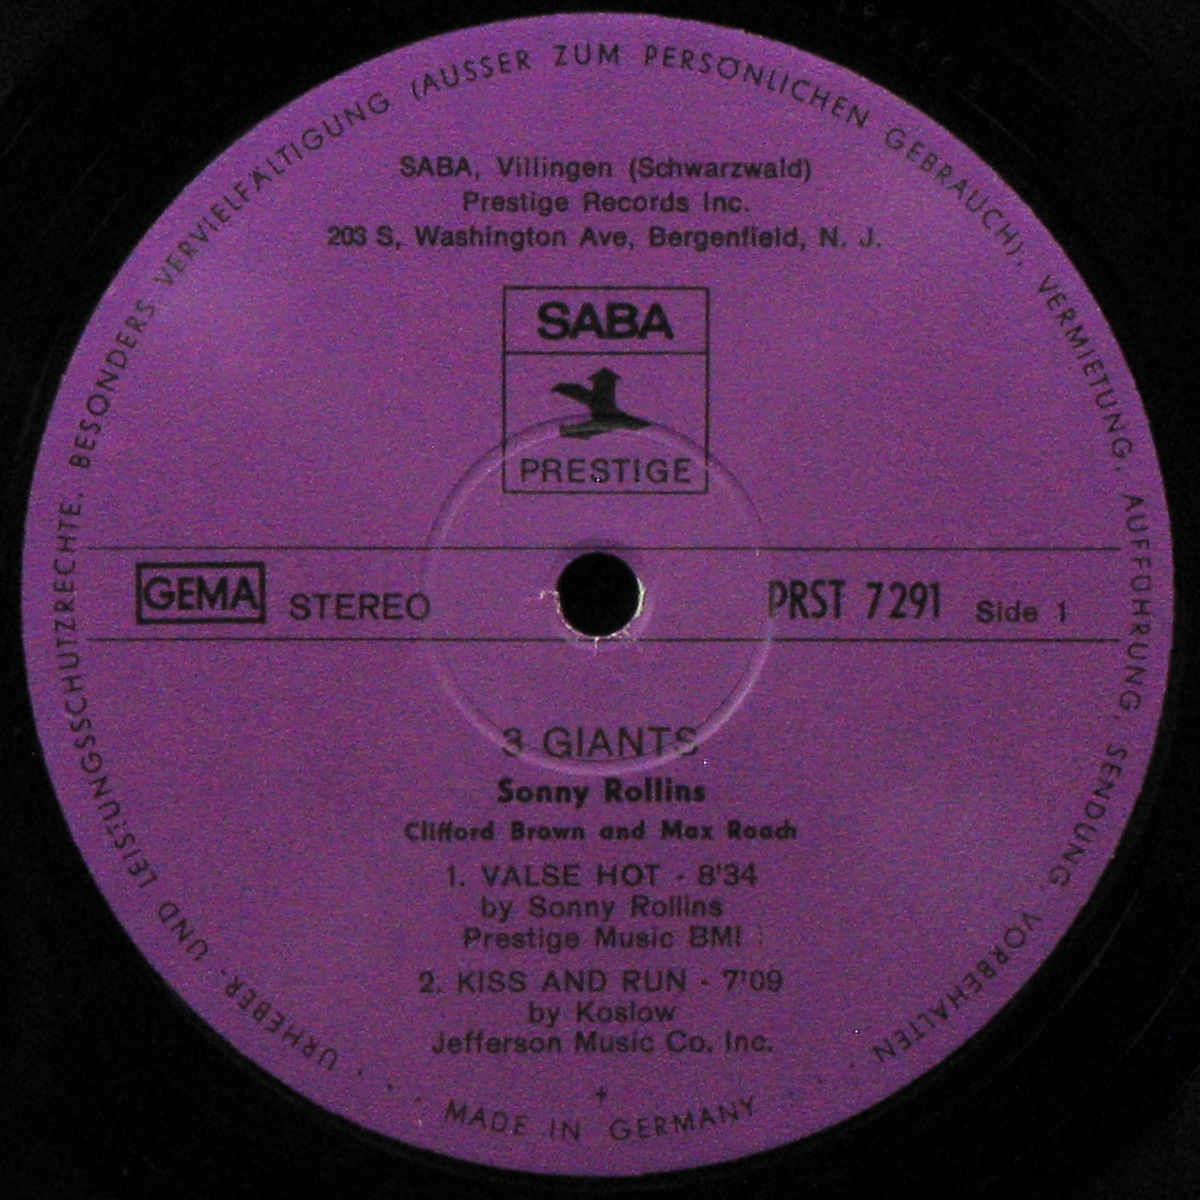 URHEBER- UND LEISTUNGSSCHUTZRECHTE, BESONDERS VERVIELFÄLTIGUNG (AUSSER ZUM PERSÖNLICHEN GEBRAUCH), VERMIETUNG, AUFFÜHRUNG, SENDUNG, VORBEHALTEN
SABA, Villingen (Schwarzwald)
Prestige Records Inc.
203 S, Washington Ave, Bergenfield, N. J.
SABA
PRESTIGE
GEMA STEREO PRST 7291 Side 1
3 GIANTS
Sonny Rollins
Clifford Brown and Max Roach
1. VALSE HOT - 8'34
by Sonny Rollins
Prestige Music BMI
2. KISS AND RUN - 7'09
by Koslow
Jefferson Music Co. Inc.
+
MADE IN GERMANY